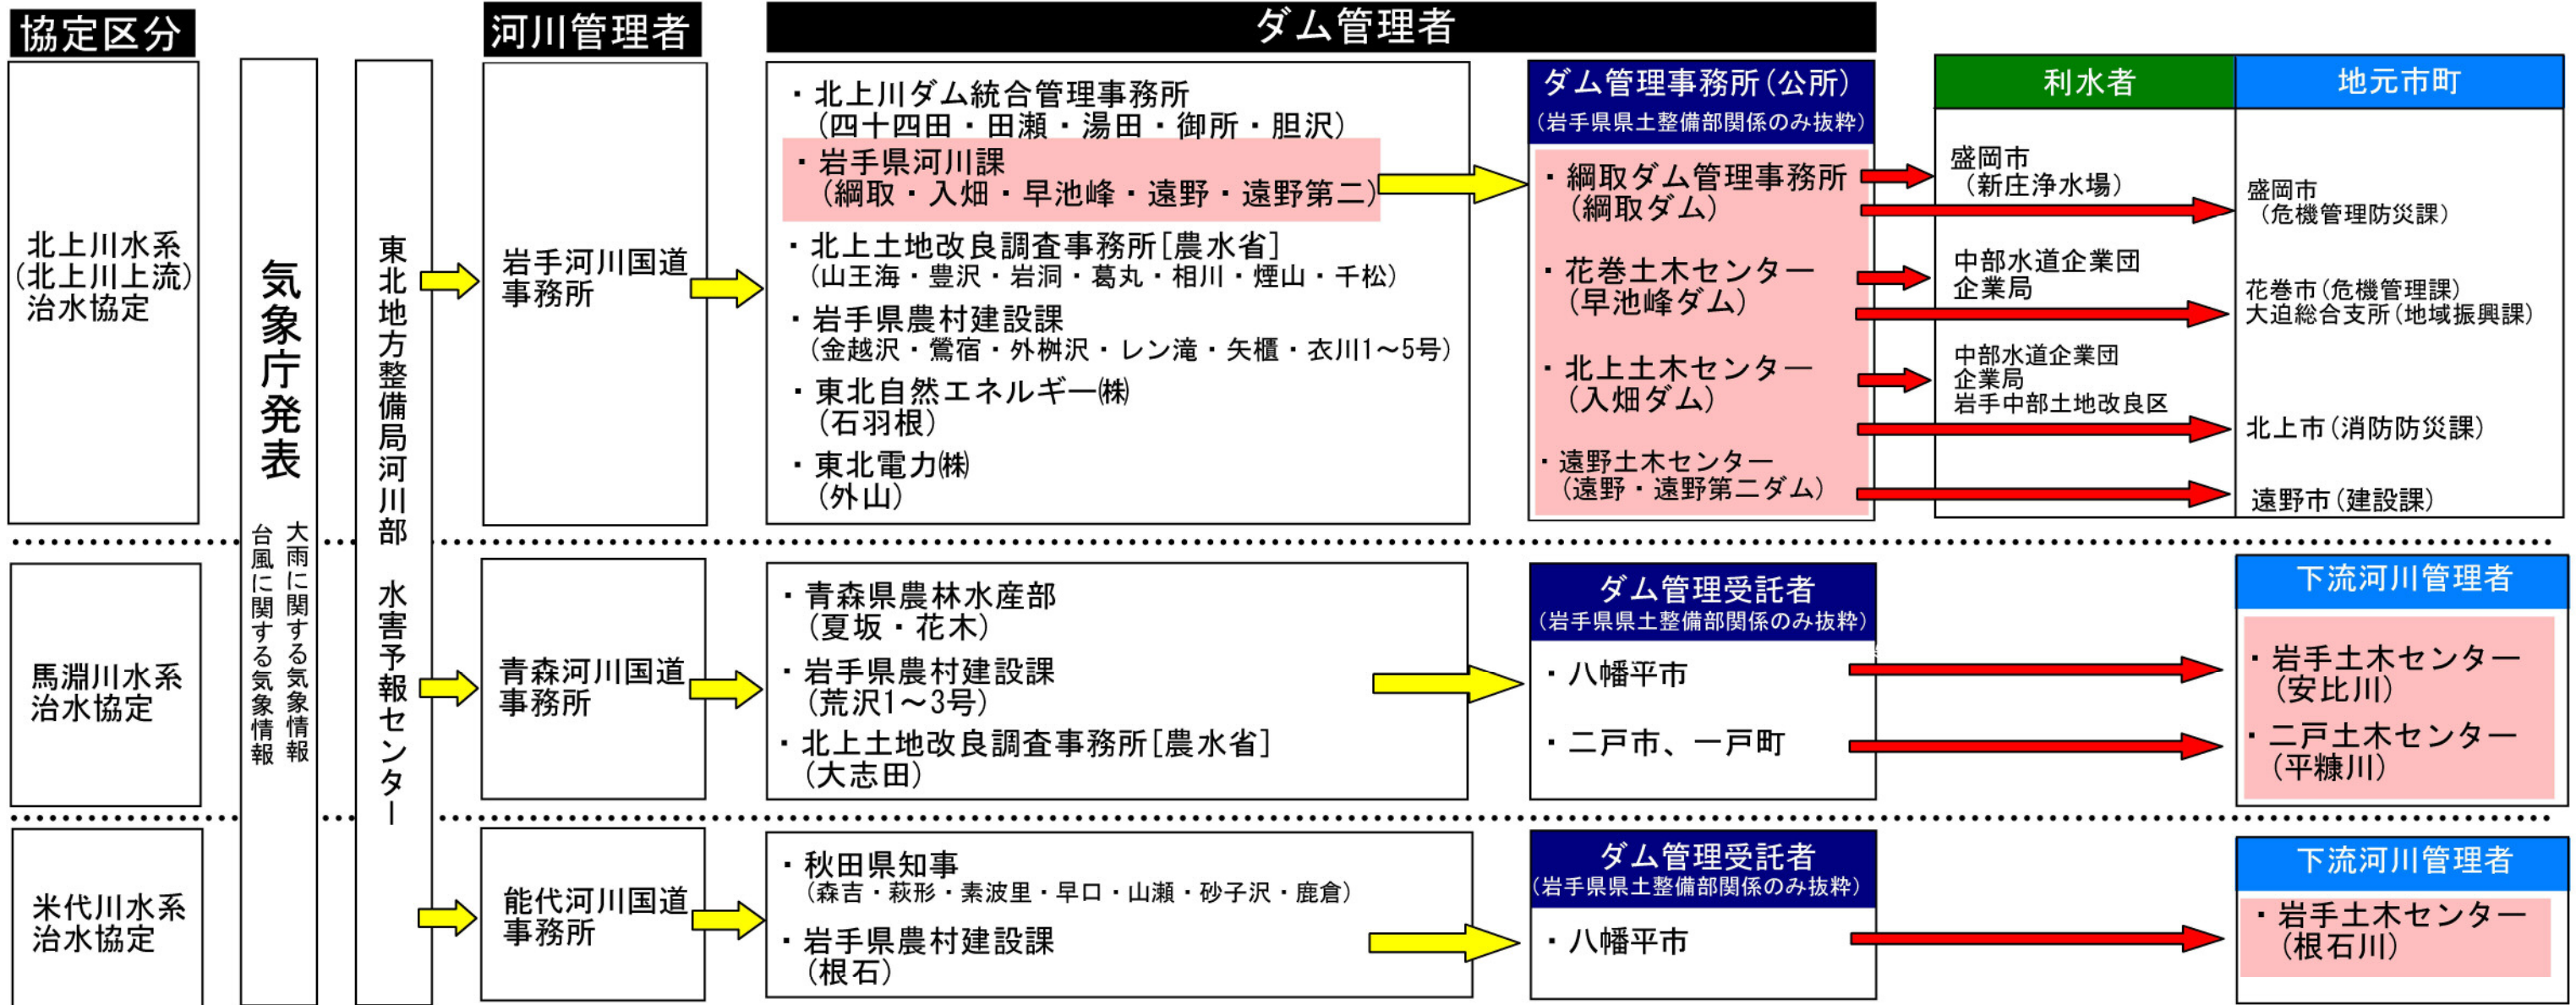 協定区分
河川管理者
ダム管理者
北上川水系
(北上川上流)
治水協定
気象庁発表
大雨に関する気象情報
台風に関する気象情報
東北地方整備局河川部 水害予報センター
岩手河川国道
事務所
・北上川ダム統合管理事務所
(四十四田・田瀬・湯田・御所・胆沢)
・岩手県河川課
(綱取・入畑・早池峰・遠野・遠野第二)
・北上土地改良調査事務所[農水省]
(山王海・豊沢・岩洞・葛丸・相川・煙山・千松)
・岩手県農村建設課
(金越沢・鶯宿・外桝沢・レン滝・矢櫃・衣川1～5号)
・東北自然エネルギー㈱
(石羽根)
・東北電力㈱
(外山)
ダム管理事務所(公所)
(岩手県県土整備部関係のみ抜粋)
・綱取ダム管理事務所
(綱取ダム)
・花巻土木センター
(早池峰ダム)
・北上土木センター
(入畑ダム)
・遠野土木センター
(遠野・遠野第二ダム)
利水者
盛岡市
(新庄浄水場)
中部水道企業団
企業局
中部水道企業団
企業局
岩手中部土地改良区
地元市町
盛岡市
(危機管理防災課)
花巻市(危機管理課)
大迫総合支所(地域振興課)
北上市(消防防災課)
遠野市(建設課)
馬淵川水系
治水協定
青森河川国道
事務所
・青森県農林水産部
(夏坂・花木)
・岩手県農村建設課
(荒沢1～3号)
・北上土地改良調査事務所[農水省]
(大志田)
ダム管理受託者
(岩手県県土整備部関係のみ抜粋)
・八幡平市
・二戸市、一戸町
下流河川管理者
・岩手土木センター
(安比川)
・二戸土木センター
(平糠川)
米代川水系
治水協定
能代河川国道
事務所
・秋田県知事
(森吉・萩形・素波里・早口・山瀬・砂子沢・鹿倉)
・岩手県農村建設課
(根石)
ダム管理受託者
(岩手県県土整備部関係のみ抜粋)
・八幡平市
下流河川管理者
・岩手土木センター
(根石川)